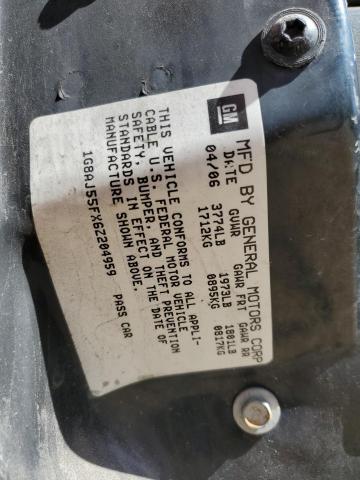 GM
MF'D BY GENERAL MOTORS CORP
DATE GVWR GAWR FRT GAWR RR
04/06 3774LB 1973LB 1801LB
1712KG 0895KG 0817KG
THIS VEHICLE CONFORMS TO ALL APPLI-
CABLE U.S. FEDERAL MOTOR VEHICLE
SAFETY, BUMPER, AND THEFT PREVENTION
STANDARDS IN EFFECT ON THE DATE OF
MANUFACTURE SHOWN ABOVE.
1G8AJ55FX6Z204959 PASS CAR